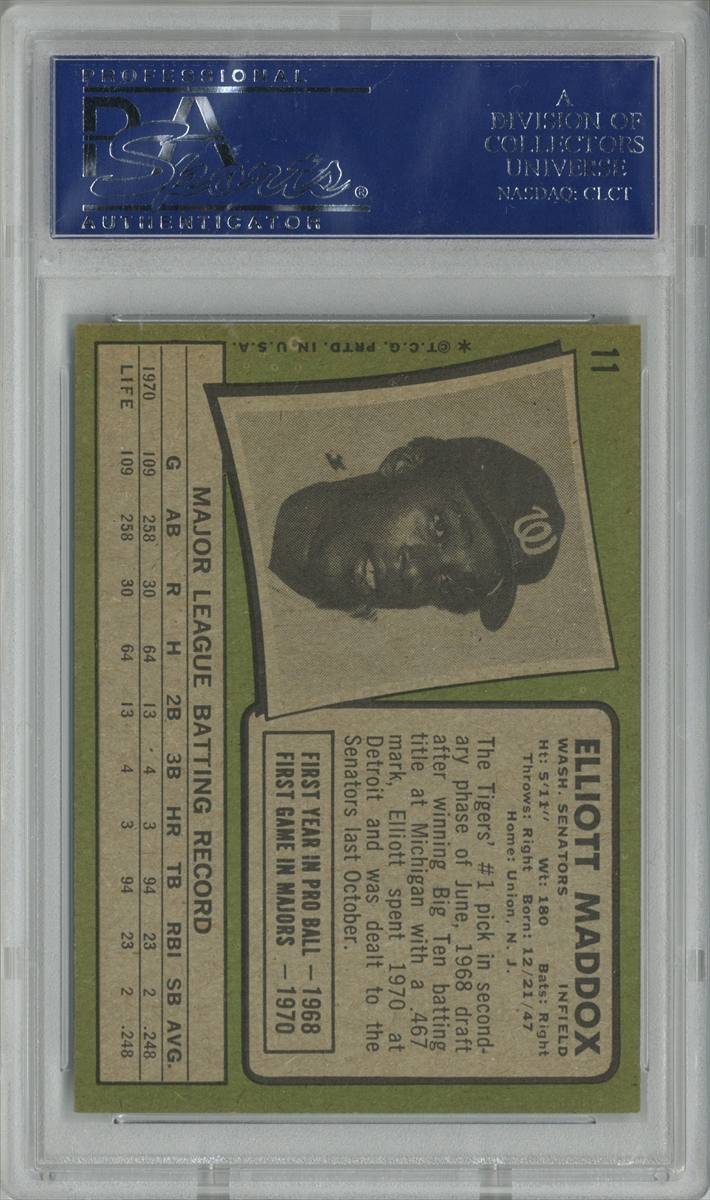 PROFESSIONAL
PSA
Sports®
AUTHENTICATOR
A
DIVISION OF
COLLECTORS
UNIVERSE
NASDAQ: CLCT
11
*©T.C.G. PRTD. IN U.S.A.
ELLIOTT MADDOX
WASH. SENATORS INFIELD
Ht: 5'11" Wt: 180 Bats: Right
Throws: Right Born: 12/21/47
Home: Union, N. J.
The Tigers' #1 pick in second-
ary phase of June, 1968 draft
after winning Big Ten batting
title at Michigan with a .467
mark, Elliott spent 1970 at
Detroit and was dealt to the
Senators last October.
FIRST YEAR IN PRO BALL — 1968
FIRST GAME IN MAJORS — 1970
W
MAJOR LEAGUE BATTING RECORD
G AB R H 2B 3B HR TB RBI SB AVG.
1970 109 258 30 64 13 4 3 94 23 2 .248
LIFE 109 258 30 64 13 4 3 94 23 2 .248